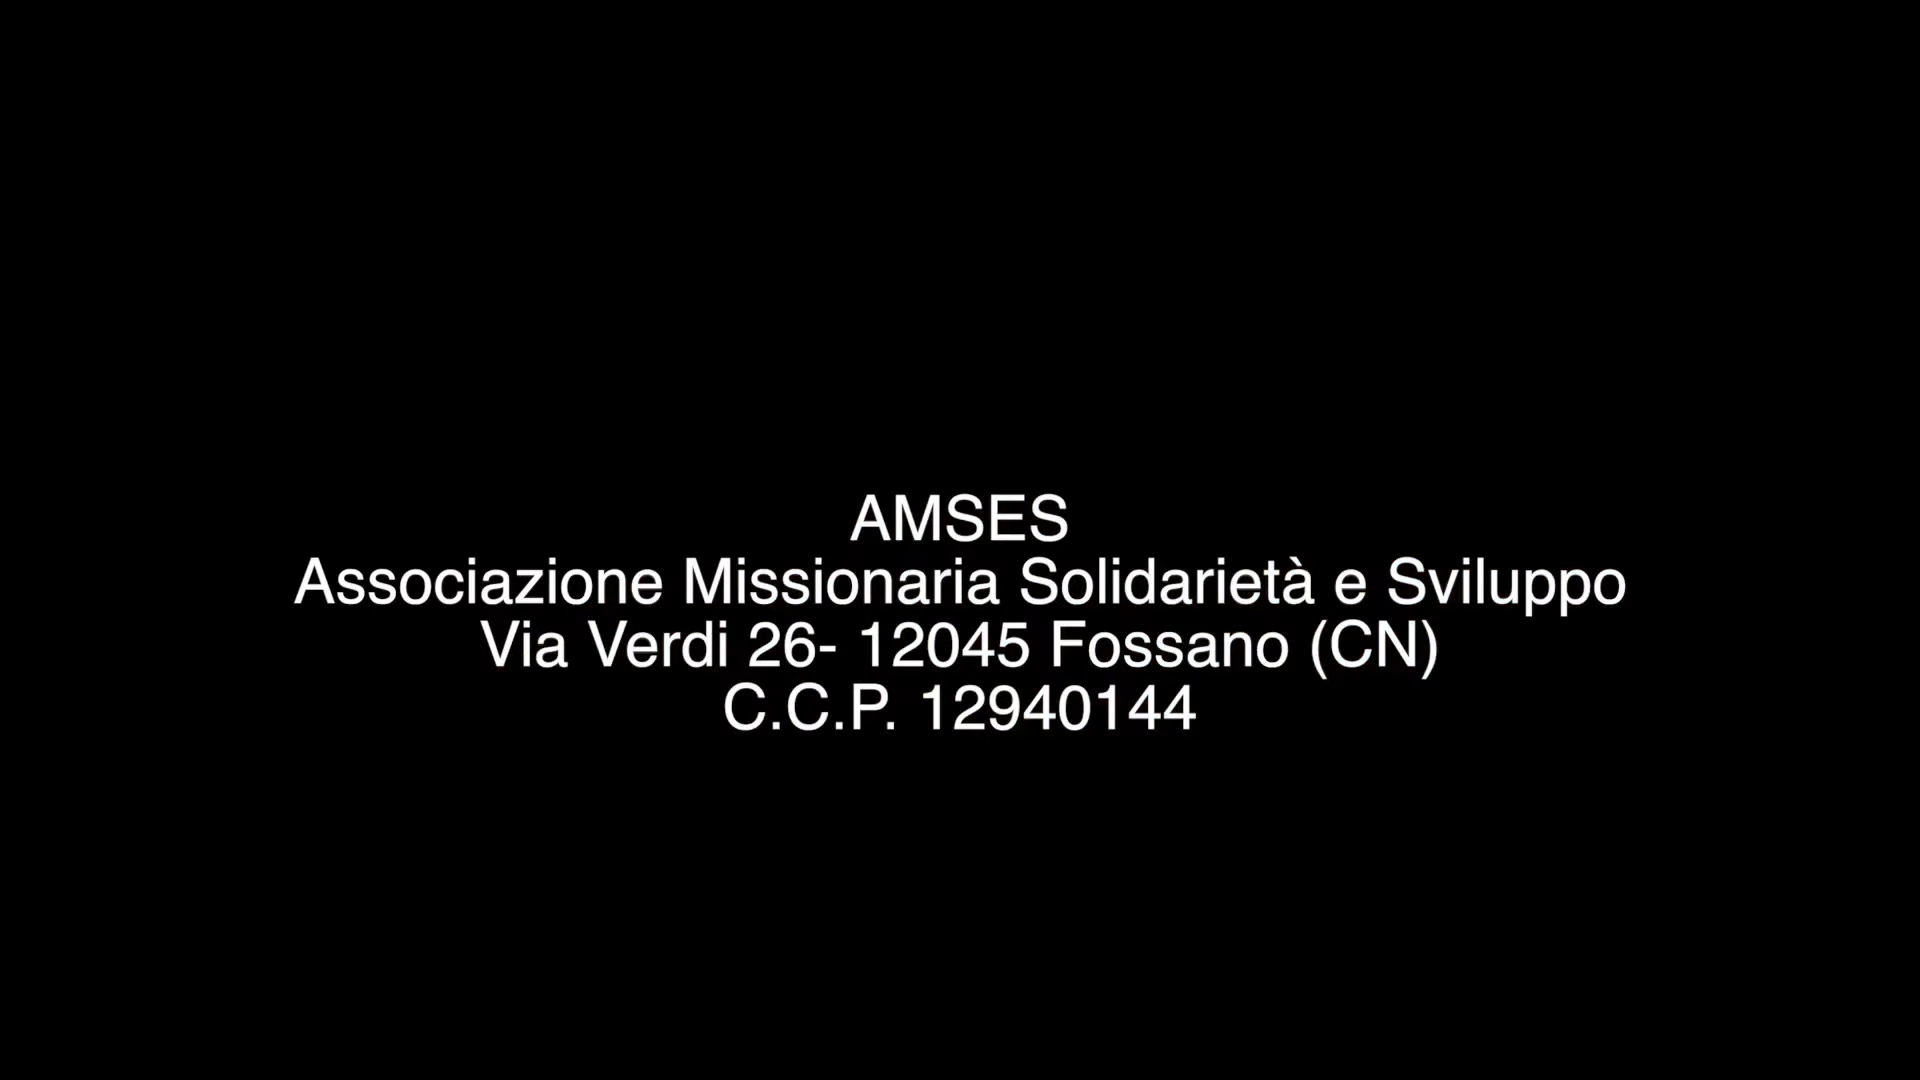 AMSES
Associazione Missionaria Solidarietà e Sviluppo
Via Verdi 26- 12045 Fossano (CN)
C.C.P. 12940144